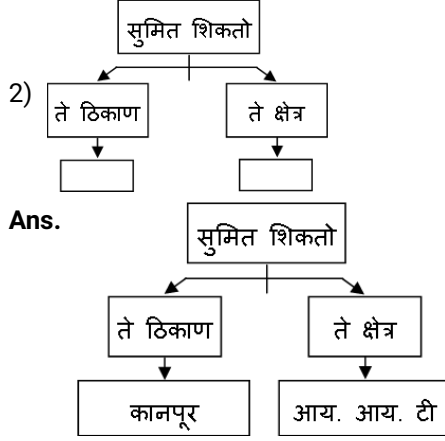 सुमित शिकतो
2)
ते ठिकाण ते क्षेत्र
Ans.
सुमित शिकतो
ते ठिकाण ते क्षेत्र
कानपूर आय. आय. टी